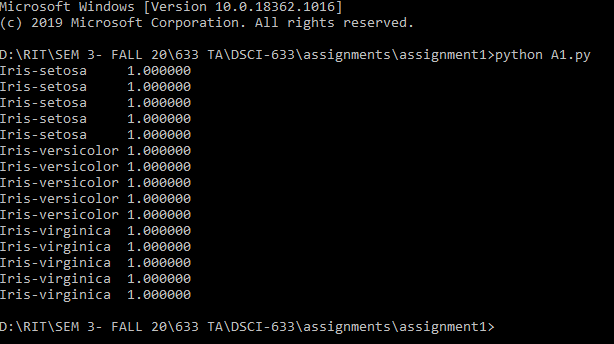 Microsoft Windows [Version 10.0.18362.1016]
(c) 2019 Microsoft Corporation. All rights reserved.
D:\RIT\SEM 3- FALL 20\633 TA\DSCI-633\assignments\assignment1>python A1.py
Iris-setosa     1.000000
Iris-setosa     1.000000
Iris-setosa     1.000000
Iris-setosa     1.000000
Iris-setosa     1.000000
Iris-versicolor 1.000000
Iris-versicolor 1.000000
Iris-versicolor 1.000000
Iris-versicolor 1.000000
Iris-versicolor 1.000000
Iris-virginica  1.000000
Iris-virginica  1.000000
Iris-virginica  1.000000
Iris-virginica  1.000000
Iris-virginica  1.000000
D:\RIT\SEM 3- FALL 20\633 TA\DSCI-633\assignments\assignment1>